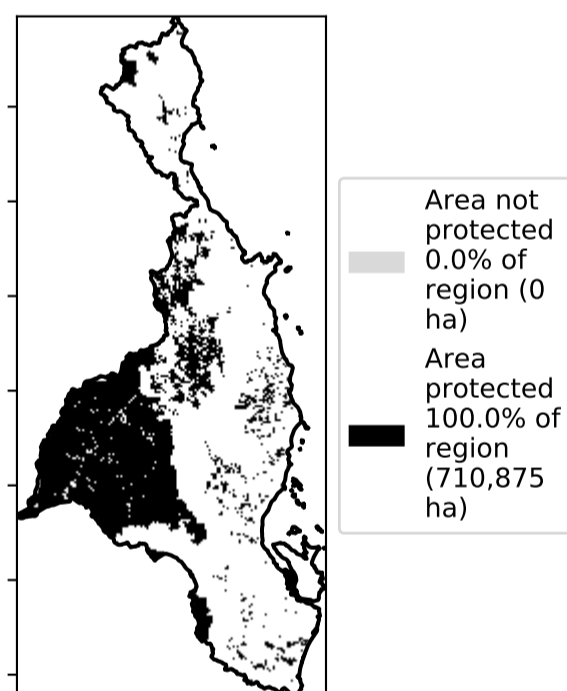 Area not
protected
0.0% of
region (0
ha)
Area
protected
100.0% of
region
(710,875
ha)